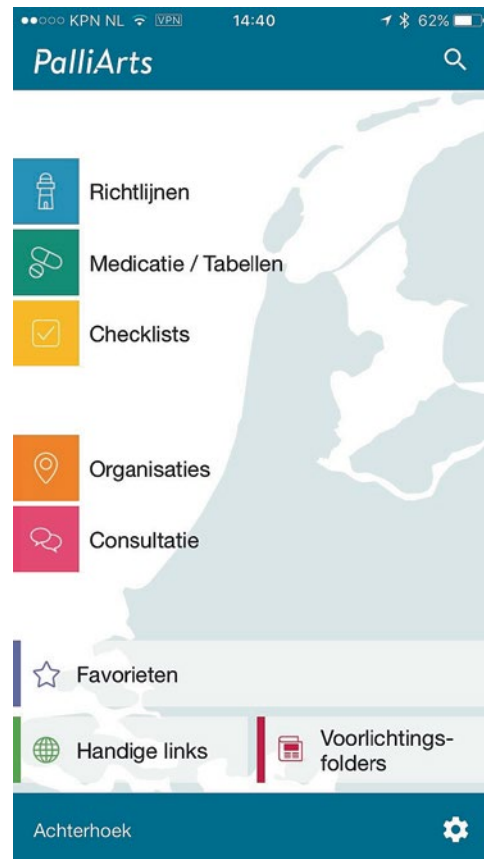 KPN NL VPN 14:40 62%
PalliArts
Richtlijnen
Medicatie / Tabellen
Checklists
Organisaties
Consultatie
Favorieten
Handige links
Voorlichtings-
folders
Achterhoek